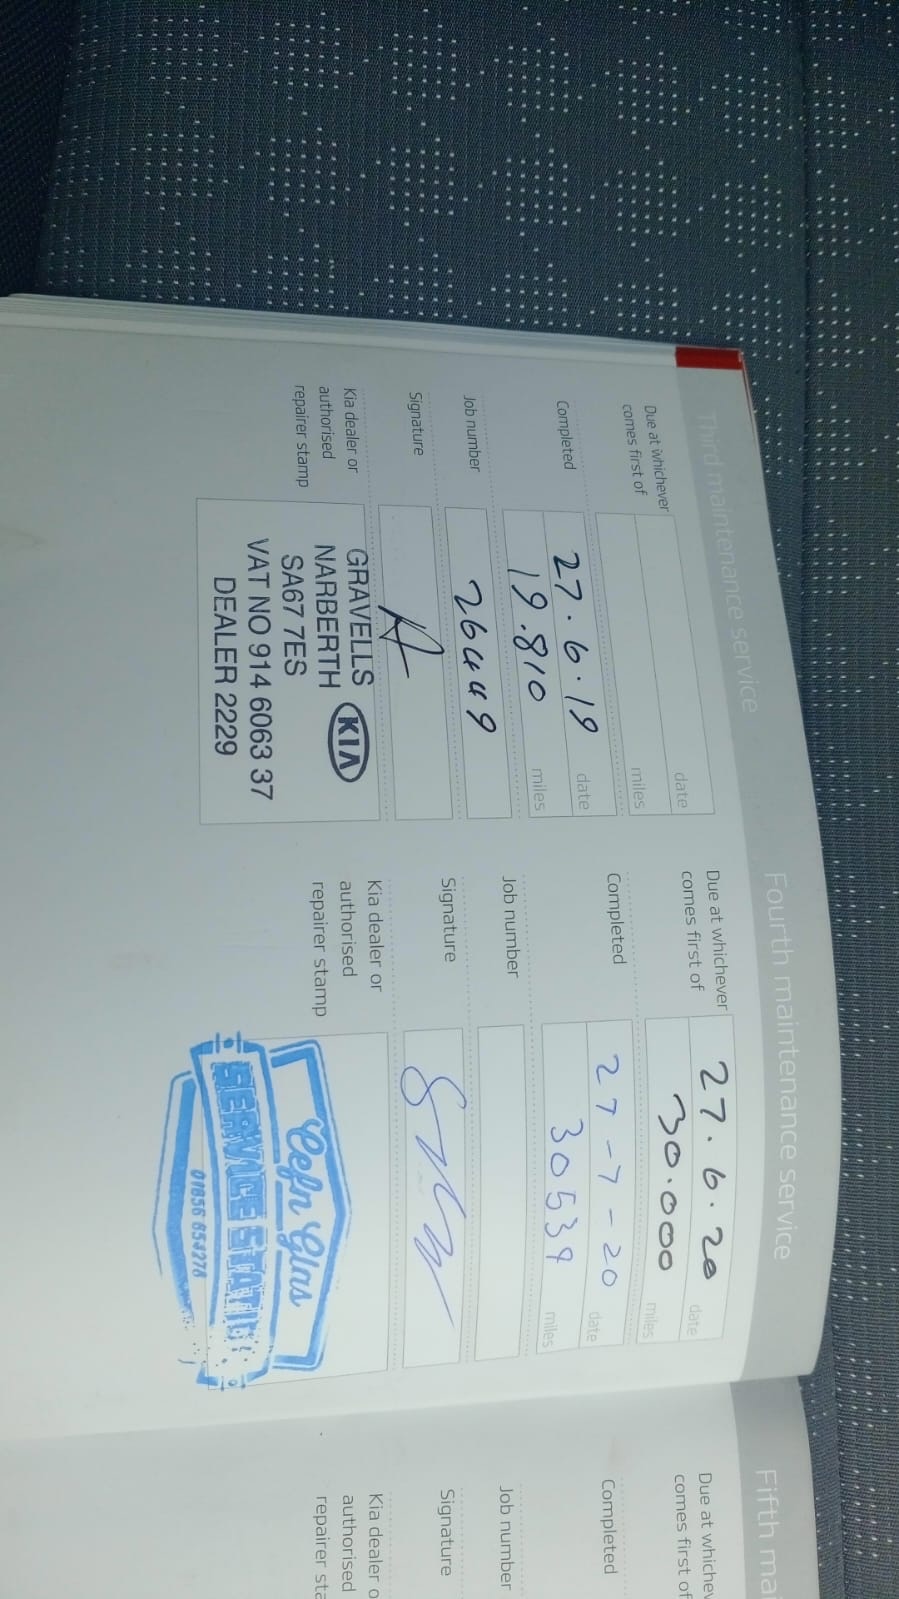 Third maintenance service
Due at whichever
comes first of
date
miles
Completed
27.6.19 date
19.810 miles
Job number
26449
Signature
Kia dealer or
authorised
repairer stamp
GRAVELLS
NARBERTH KIA
SA67 7ES
VAT NO 914 6063 37
DEALER 2229
Fourth maintenance service
Due at whichever
comes first of
27.6.20 date
30.000 miles
Completed
27-7-20 date
30539 miles
Job number
Signature
Kia dealer or
authorised
repairer stamp
Cefn Glas
SERVICE STATIO
Fifth mai
Due at whichev
comes first of
Completed
Job number
Signature
Kia dealer o
authorised
repairer sta